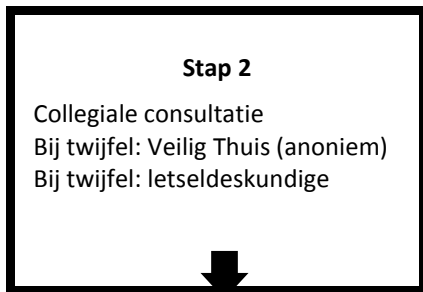 Stap 2
Collegiale consultatie
Bij twijfel: Veilig Thuis (anoniem)
Bij twijfel: letseldeskundige